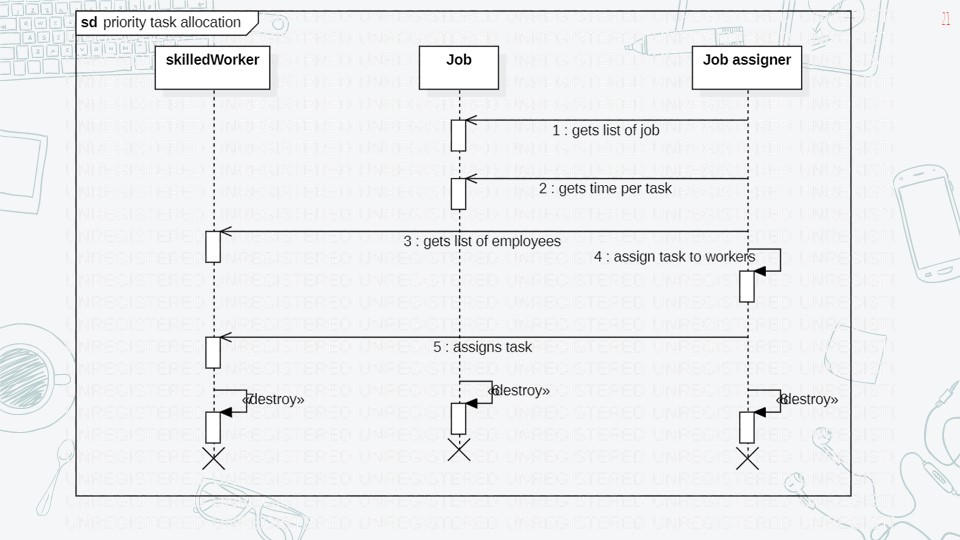 21
sd priority task allocation
skilledWorker
Job
Job assigner
1 : gets list of job
2 : gets time per task
3 : gets list of employees
4 : assign task to workers
5 : assigns task
«destroy»
«destroy»
«destroy»
UNREGISTERED UNREGISTERED UNREGISTERED UNREGISTERED